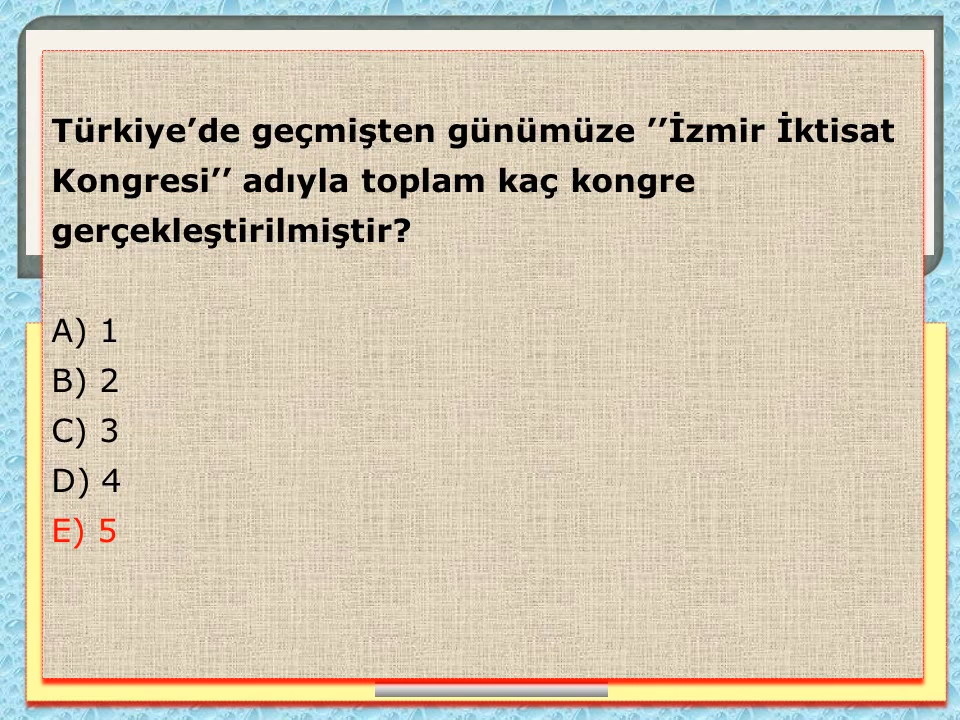 Türkiye’de geçmişten günümüze ’’İzmir İktisat
Kongresi’’ adıyla toplam kaç kongre
gerçekleştirilmiştir?
A) 1
B) 2
C) 3
D) 4
E) 5